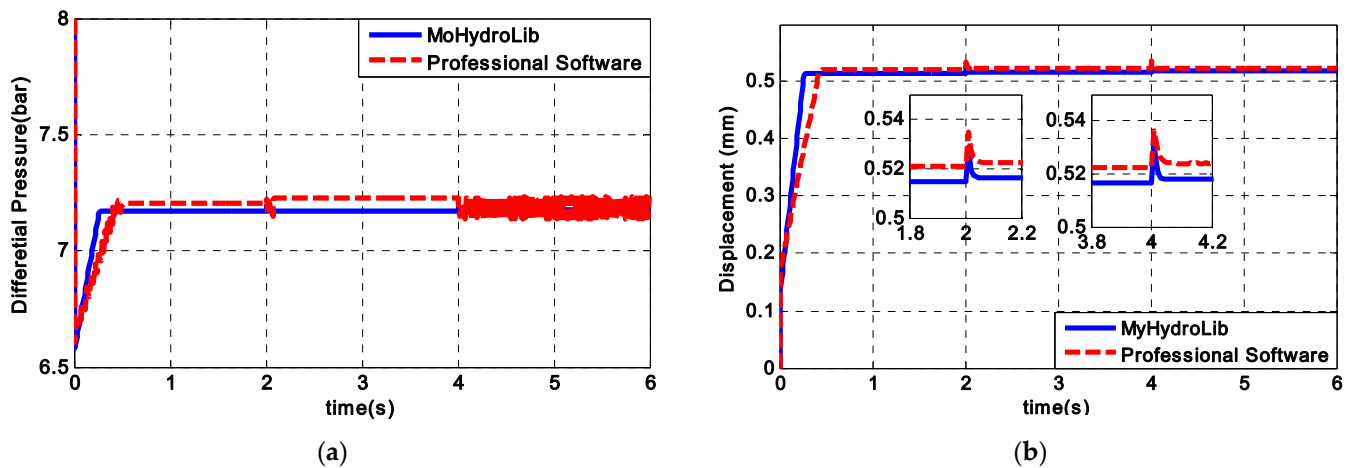 8
7.5
7
6.5
Differetial Pressure(bar)
MoHydroLib
Professional Software
0 1 2 3 4 5 6
time(s)
(a)
0.5
0.4
0.3
0.2
0.1
0
Displacement (mm)
0.54
0.52
0.5
1.8 2 2.2
0.54
0.52
0.5
3.8 4 4.2
MyHydroLib
Professional Software
0 1 2 3 4 5 6
time(s)
(b)